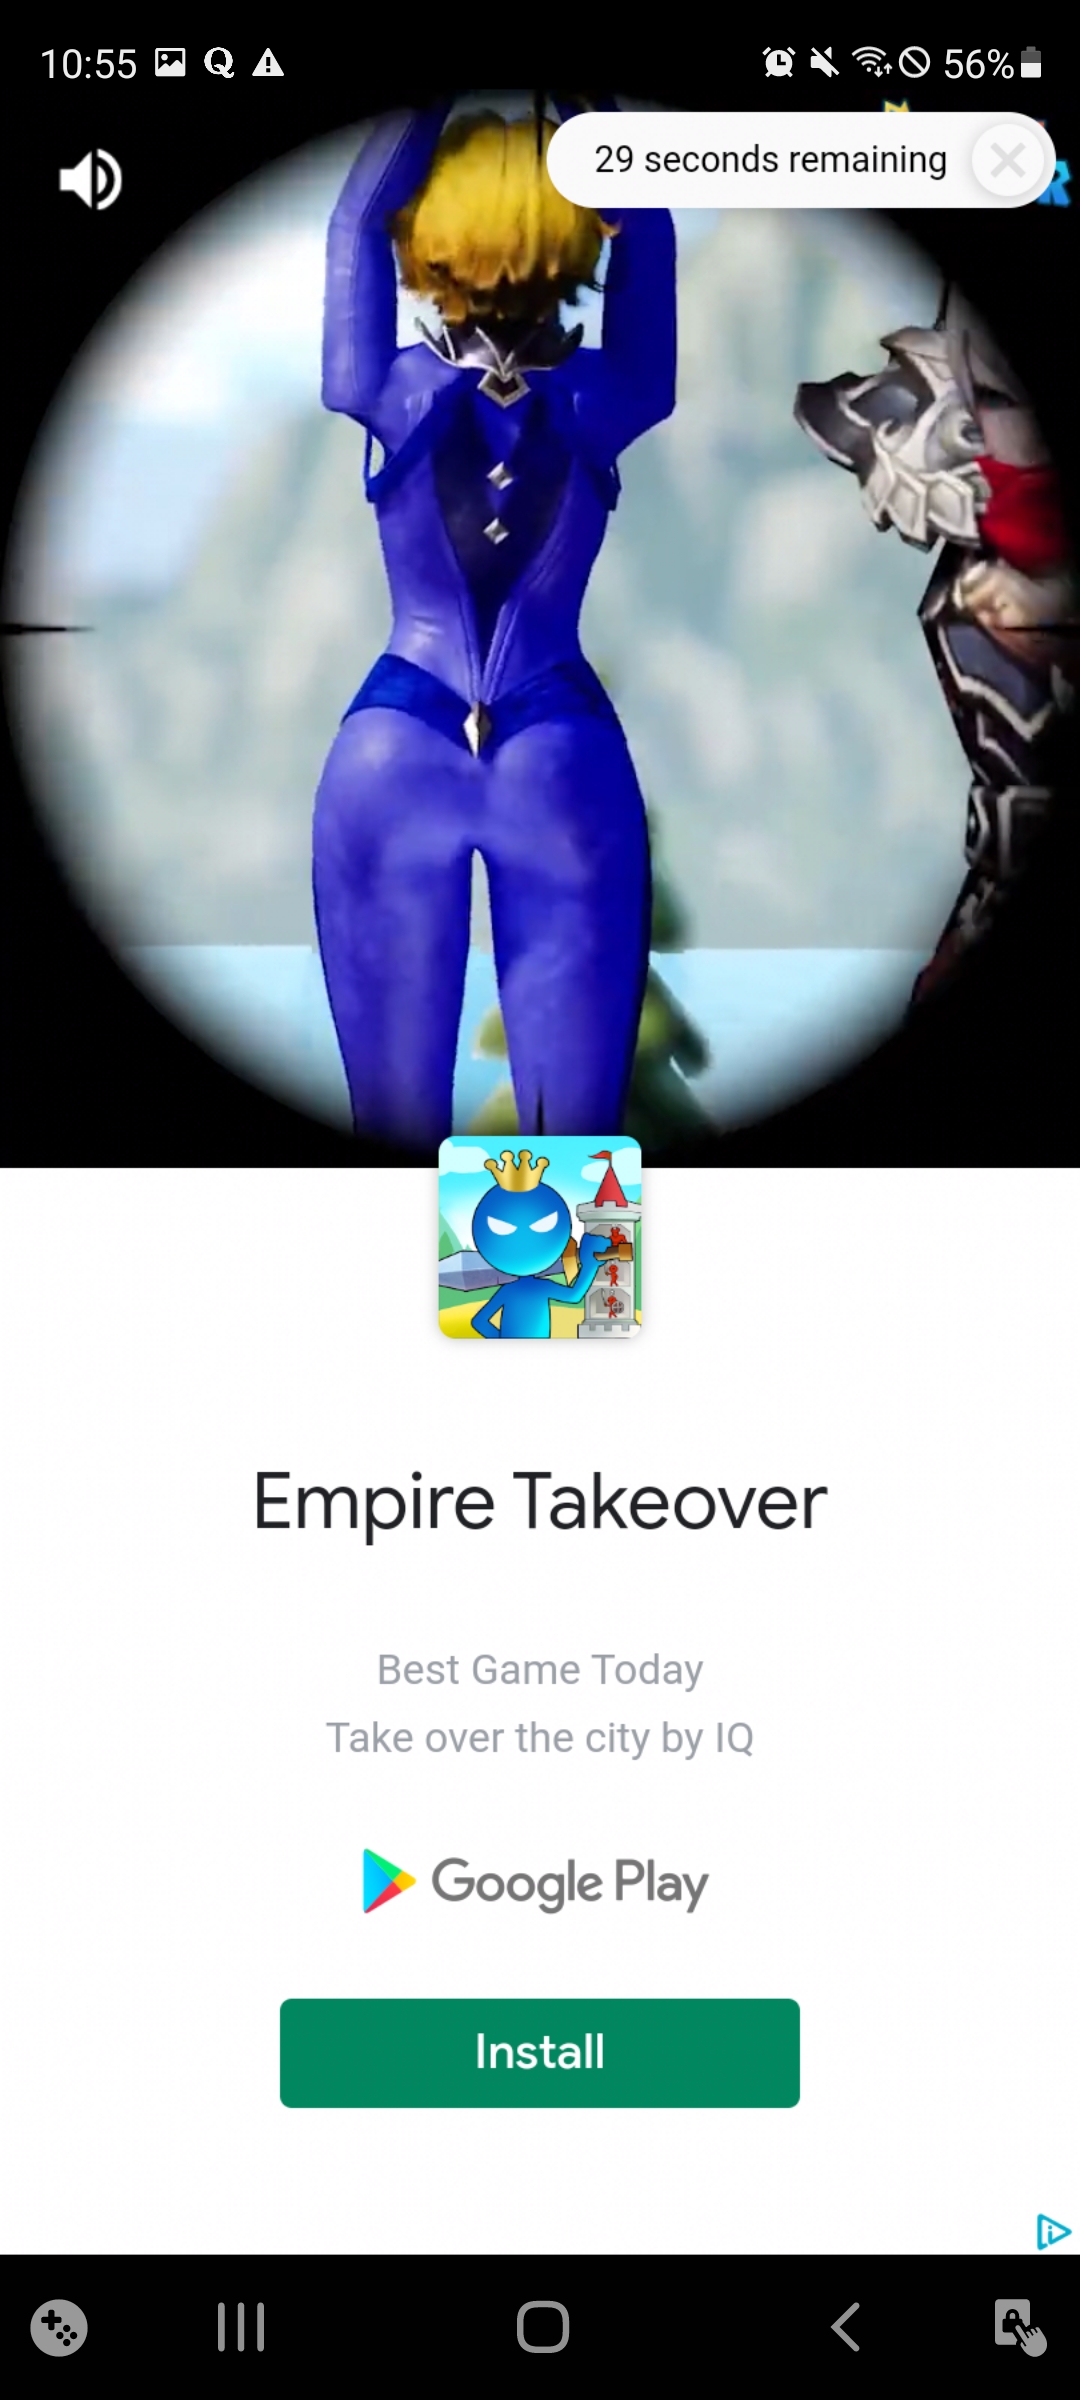 10:55
56%
29 seconds remaining
R
Empire Takeover
Best Game Today
Take over the city by IQ
Google Play
Install